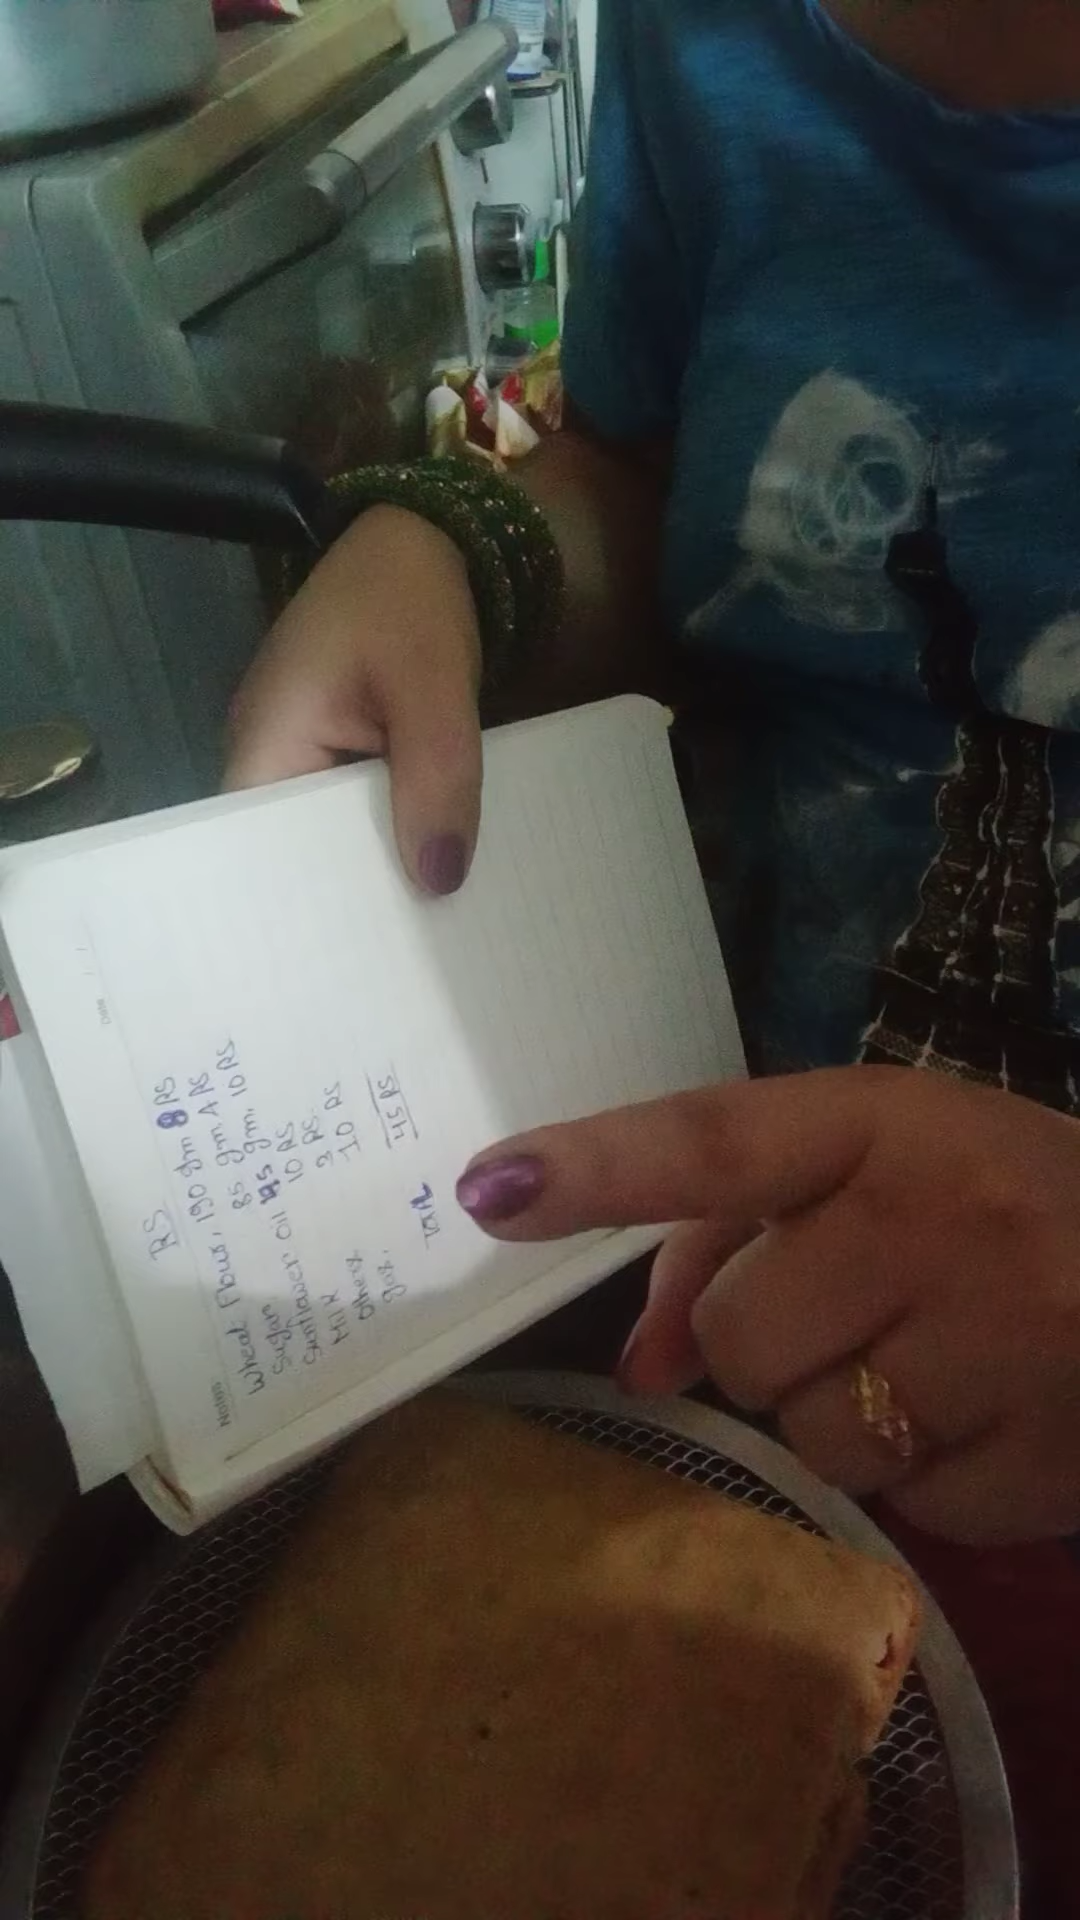 Name
Date / /
RS
Wheat Flour, 190 gm 8 RS
Sugar 85 gm. 4 RS
Sunflower Oil 45 gm. 10 RS
Milk 10 RS
Others 3 RS.
gas. 10 RS
Total 45 RS